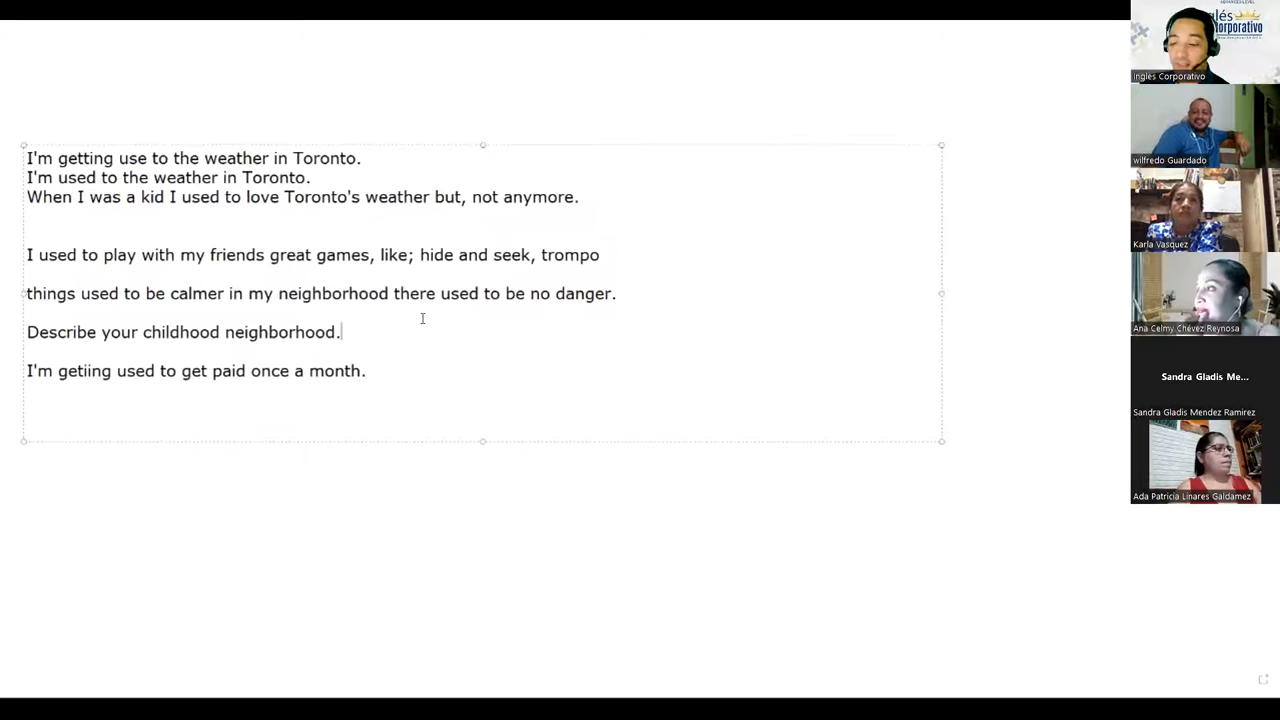 I'm getting use to the weather in Toronto.
I'm used to the weather in Toronto.
When I was a kid I used to love Toronto's weather but, not anymore.
I used to play with my friends great games, like; hide and seek, trompo
things used to be calmer in my neighborhood there used to be no danger.
Describe your childhood neighborhood.
I'm getiing used to get paid once a month.
glés
orporativo
Inglés Corporativo
wilfredo Guardado
Karla Vasquez
Ana Celmy Chévez Reynosa
Sandra Gladis Me...
Sandra Gladis Mendez Ramirez
Ada Patricia Linares Galdamez